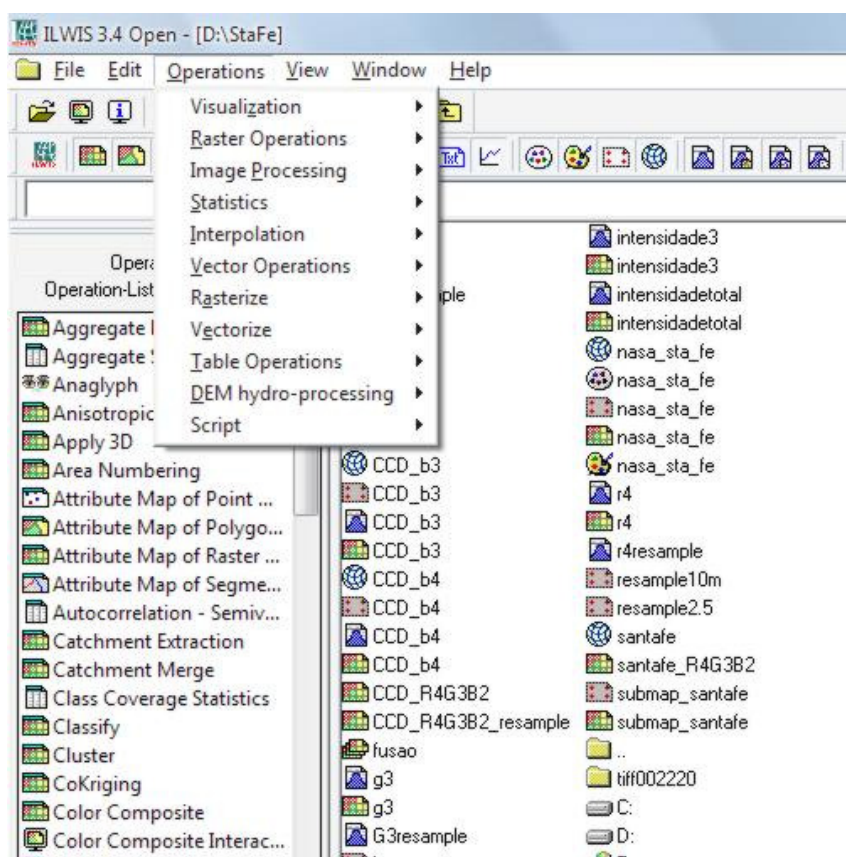 ILWIS 3.4 Open - [D:\StaFe]
File Edit Operations View Window Help
Visualization
Raster Operations
Image Processing
Statistics
Interpolation
Vector Operations
Rasterize
Vectorize
Table Operations
DEM hydro-processing
Script
Txt
Operation-List
Aggregate
Aggregate
Anaglyph
Anisotropic
Apply 3D
Area Numbering
Attribute Map of Point ...
Attribute Map of Polygo...
Attribute Map of Raster ...
Attribute Map of Segme...
Autocorrelation - Semiv...
Catchment Extraction
Catchment Merge
Class Coverage Statistics
Classify
Cluster
CoKriging
Color Composite
Color Composite Interac...
CCD_b3
CCD_b3
CCD_b3
CCD_b3
CCD_b4
CCD_b4
CCD_b4
CCD_b4
CCD_R4G3B2
CCD_R4G3B2_resample
fusao
g3
g3
G3resample
intensidade3
intensidade3
intensidadetotal
intensidadetotal
nasa_sta_fe
nasa_sta_fe
nasa_sta_fe
nasa_sta_fe
nasa_sta_fe
r4
r4
r4resample
resample10m
resample2.5
santafe
santafe_R4G3B2
submap_santafe
submap_santafe
..
tiff002220
C:
D: